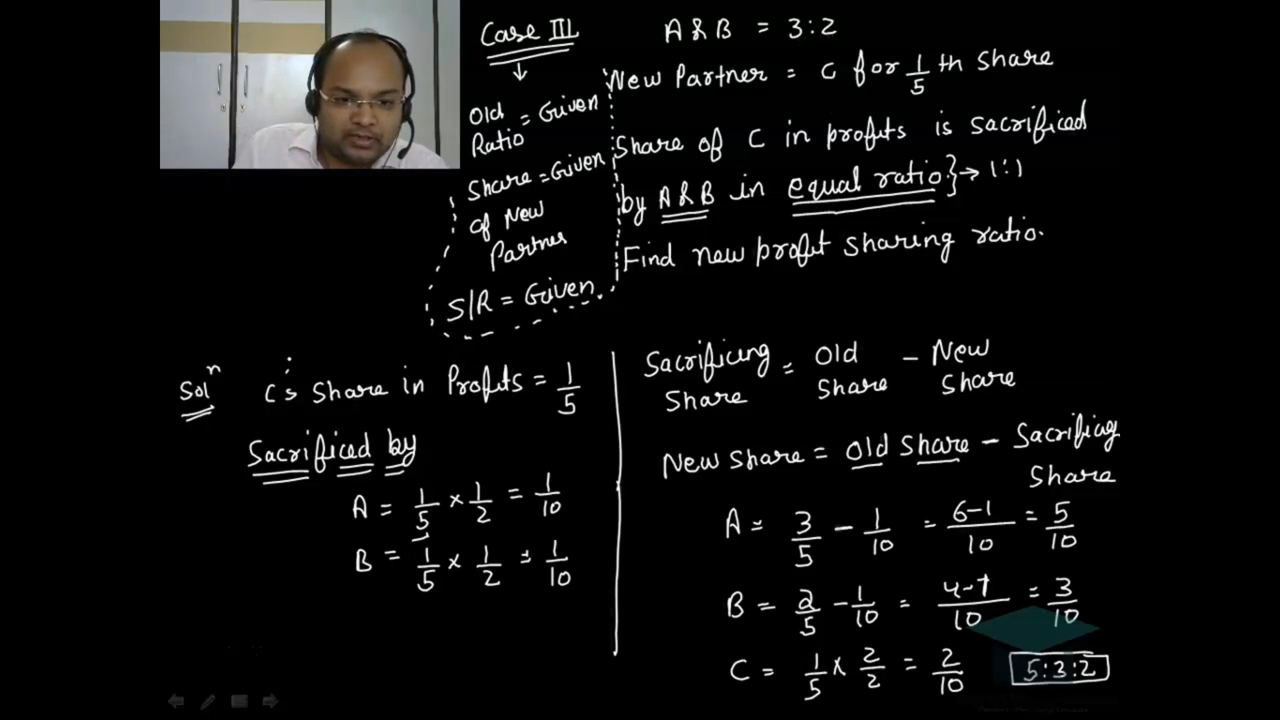 Case III
Old Ratio = Given
Share of New Partner = Given
S/R = Given
A & B = 3:2
New Partner = C for 1/5 th Share
Share of C in profits is sacrificed
by A & B in equal ratio } → 1:1
Find new profit sharing ratio.
Solⁿ
C's Share in Profits = 1/5
Sacrificed by
A = 1/5 × 1/2 = 1/10
B = 1/5 × 1/2 = 1/10
Sacrificing Share = Old Share - New Share
New Share = Old Share - Sacrificing Share
A = 3/5 - 1/10 = 6-1/10 = 5/10
B = 2/5 - 1/10 = 4-1/10 = 3/10
C = 1/5 × 2/2 = 2/10
5:3:2